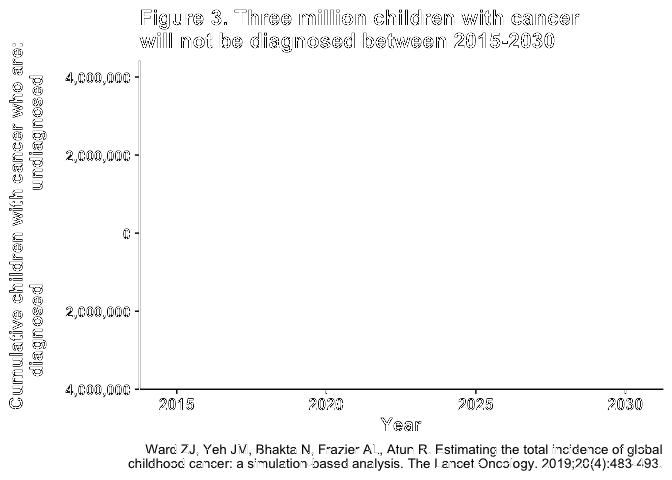 Figure 3. Three million children with cancer
will not be diagnosed between 2015-2030
Cumulative children with cancer who are:
diagnosed undiagnosed
4,000,000
2,000,000
0
2,000,000
4,000,000
2015 2020 2025 2030
Year
Ward ZJ, Yeh JM, Bhakta N, Frazier AL, Atun R. Estimating the total incidence of global
childhood cancer: a simulation-based analysis. The Lancet Oncology. 2019;20(4):483-493.